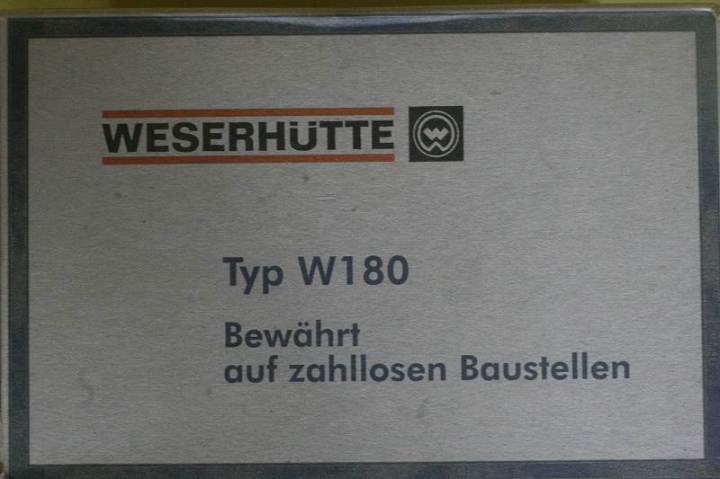 WESERHÜTTE
Typ W180
Bewährt
auf zahllosen Baustellen